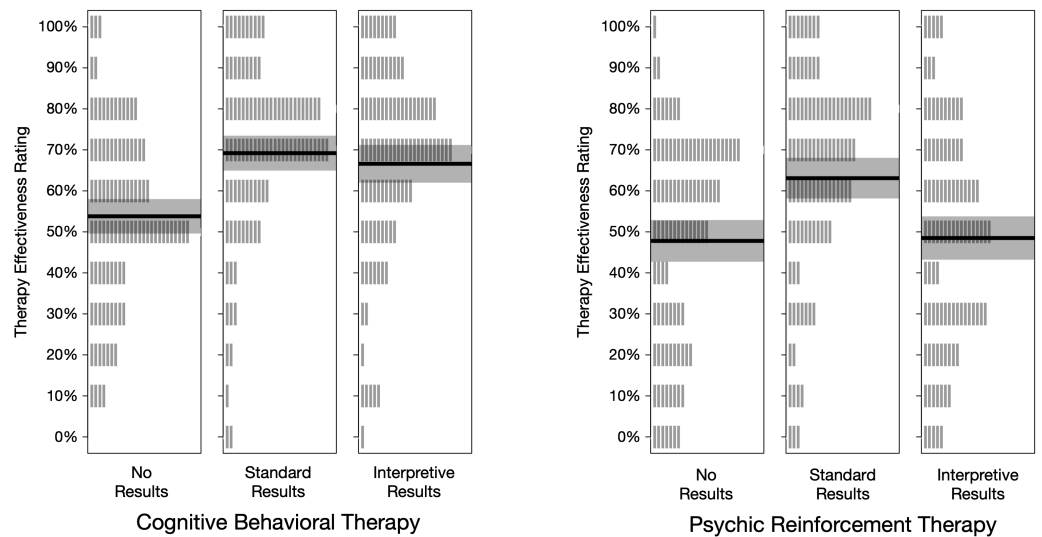 Therapy Effectiveness Rating
100%
90%
80%
70%
60%
50%
40%
30%
20%
10%
0%
No
Results
Standard
Results
Interpretive
Results
Cognitive Behavioral Therapy
Therapy Effectiveness Rating
100%
90%
80%
70%
60%
50%
40%
30%
20%
10%
0%
No
Results
Standard
Results
Interpretive
Results
Psychic Reinforcement Therapy